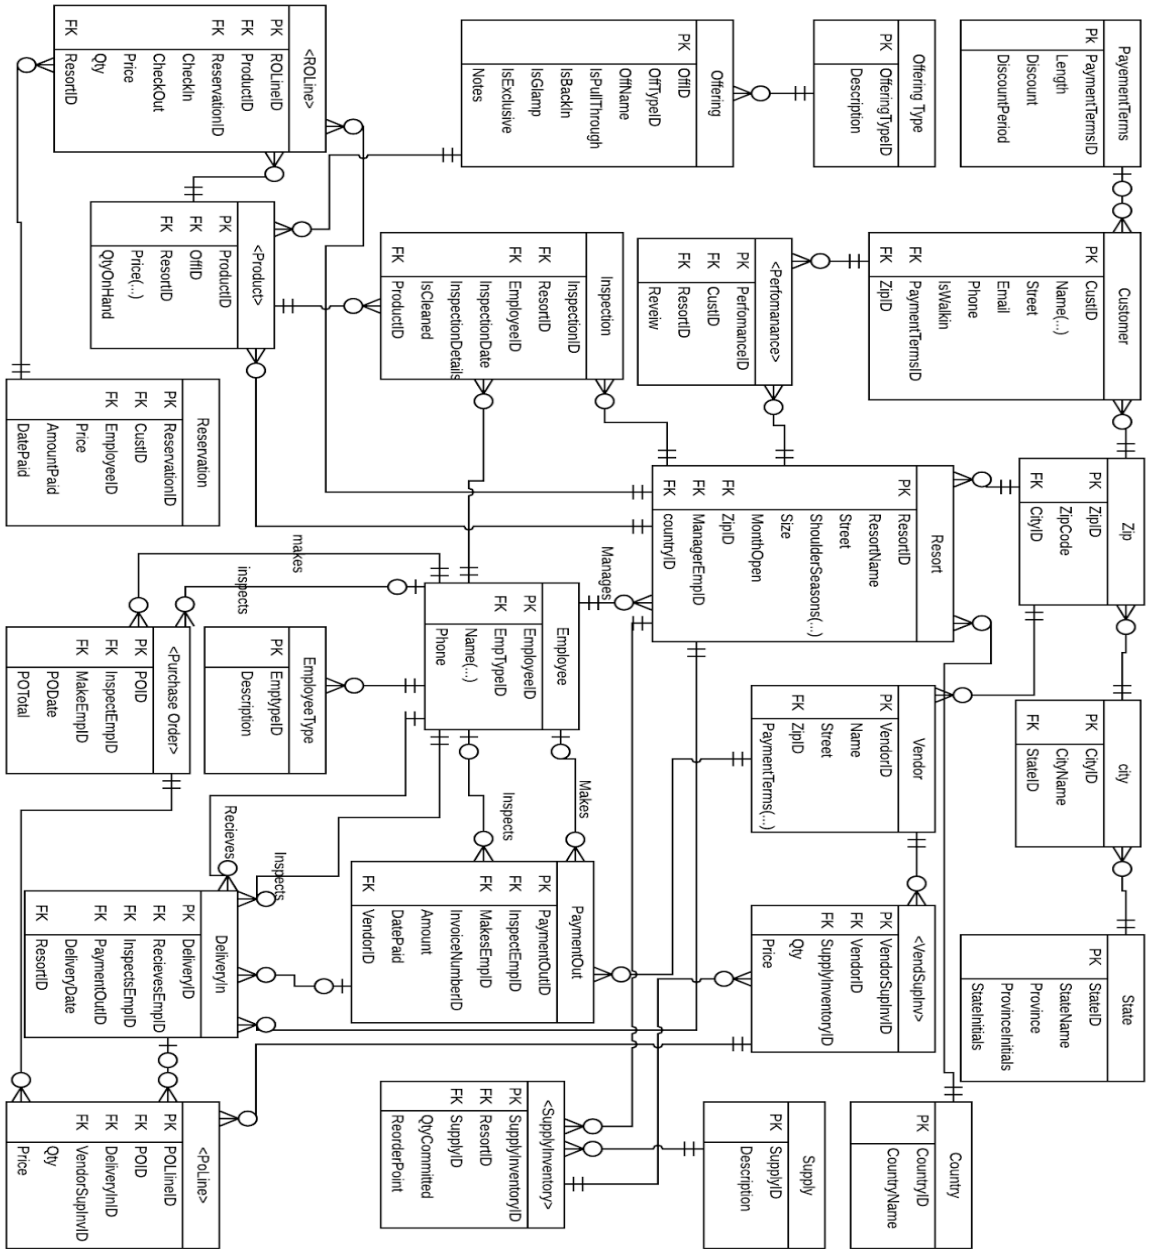 PayementTerms
PK PaymentTermsID
Length
Discount
DiscountPeriod
Customer
PK CustID
Name(...)
Street
Email
Phone
IsWalkin
FK PaymentTermsID
FK ZipID
Zip
PK ZipID
ZipCode
FK CityID
city
PK CityID
CityName
FK StateID
State
PK StateID
StateName
Province
ProvinceInitials
StateInitials
Offering Type
PK OfferingTypeID
Description
Resort
PK ResortID
ResortName
Street
ShoulderSeasons(...)
Size
MonthOpen
FK ZipID
FK ManagerEmpID
FK countryID
Vendor
PK VendorID
Name
Street
FK ZipID
PaymentTerms(...)
<VendSupInv>
PK VendorSupInvID
FK VendorID
FK SupplyInventoryID
Qty
Price
Country
PK CountryID
CountryName
Offering
PK OffID
OffTypeID
OffName
IsPullThrough
IsBackIn
IsGlamp
IsExclusive
Notes
<Perfomanance>
PK PerfomanceID
FK CustID
FK ResortID
Reveiw
Supply
PK SupplyID
Description
Inspection
InspectionID
FK ResortID
FK EmployeeID
InspectionDate
InspectionDetails
IsCleaned
FK ProductID
Manages
Employee
PK EmployeeID
FK EmpTypeID
Name(...)
Phone
Makes
Inspects
PaymentOut
PK PaymentOutID
FK InspectEmpID
FK MakesEmpID
InvoiceNumberID
Amount
DatePaid
FK VendorID
<SupplyInventory>
PK SupplyInventoryID
FK ResortID
FK SupplyID
QtyCommitted
ReorderPoint
<ROLine>
PK ROLineID
FK ProductID
FK ReservationID
CheckIn
CheckOut
Price
Qty
FK ResortID
<Product>
PK ProductID
FK OffID
FK ResortID
Price(...)
QtyOnHand
Reservation
PK ReservationID
FK CustID
FK EmployeeID
Price
AmountPaid
DatePaid
makes
inspects
EmployeeType
PK EmptypeID
Description
<Purchase Order>
PK POID
FK InspectEmpID
FK MakeEmpID
PODate
POTotal
Inspects
Recieves
DeliveryIn
PK DeliveryID
FK RecievesEmpID
FK InspectsEmpID
FK PaymentOutID
DeliveryDate
FK ResortID
<PoLine>
PK POLIineID
FK POID
FK DeliveryInID
FK VendorSupInvID
Qty
Price